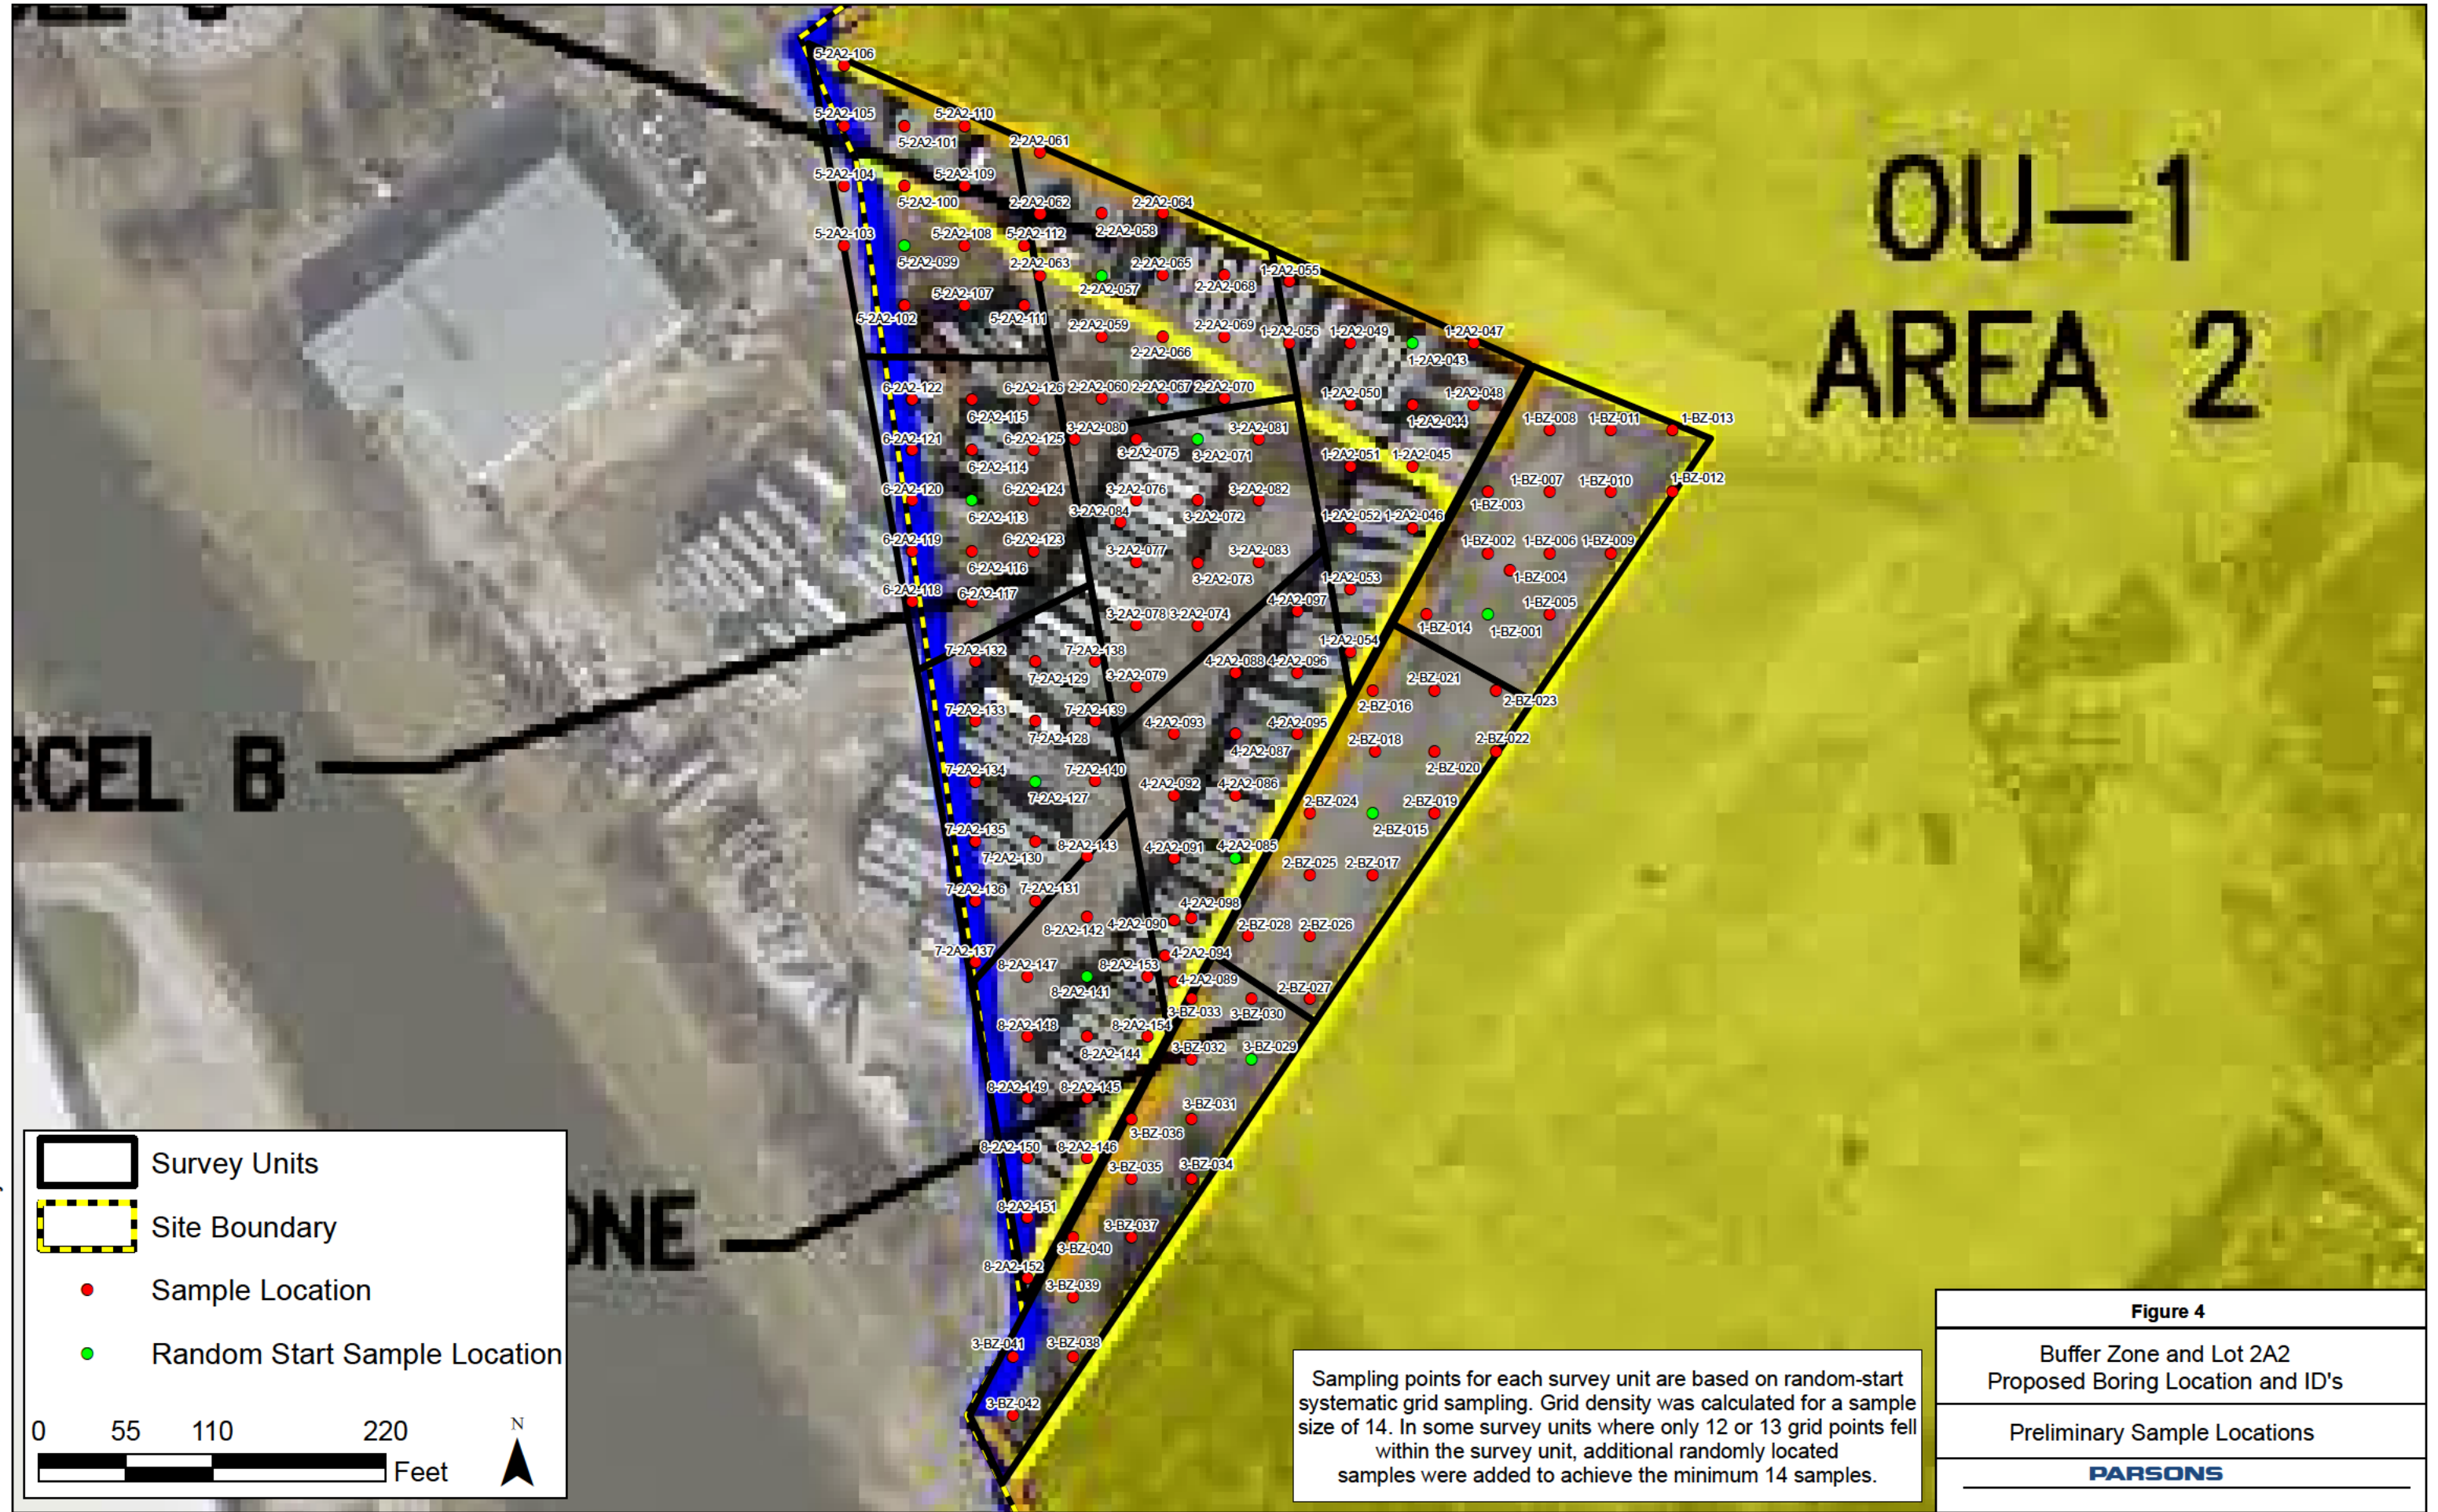 5-2A2-106
5-2A2-105
5-2A2-110
5-2A2-101
2-2A2-061
5-2A2-104
5-2A2-109
5-2A2-100
2-2A2-062
2-2A2-064
2-2A2-058
5-2A2-103
5-2A2-108
5-2A2-112
5-2A2-099
2-2A2-063
2-2A2-065
1-2A2-055
2-2A2-057
2-2A2-068
5-2A2-107
5-2A2-102
5-2A2-111
2-2A2-059
2-2A2-069
1-2A2-056
1-2A2-049
1-2A2-047
2-2A2-066
1-2A2-043
OU-1
AREA 2
6-2A2-122
6-2A2-126
2-2A2-060
2-2A2-067
2-2A2-070
1-2A2-050
1-2A2-048
6-2A2-115
1-2A2-044
1-BZ-008
1-BZ-011
1-BZ-013
3-2A2-080
3-2A2-081
6-2A2-121
6-2A2-125
3-2A2-075
3-2A2-071
1-2A2-051
1-2A2-045
6-2A2-114
1-BZ-007
1-BZ-010
1-BZ-012
6-2A2-120
6-2A2-124
3-2A2-076
3-2A2-082
1-BZ-003
6-2A2-113
3-2A2-084
3-2A2-072
1-2A2-052
1-2A2-046
6-2A2-119
6-2A2-123
3-2A2-077
3-2A2-083
1-BZ-002
1-BZ-006
1-BZ-009
6-2A2-116
3-2A2-073
1-2A2-053
1-BZ-004
6-2A2-118
6-2A2-117
4-2A2-097
1-BZ-005
3-2A2-078
3-2A2-074
1-BZ-014
1-BZ-001
7-2A2-132
7-2A2-138
1-2A2-054
7-2A2-129
3-2A2-079
4-2A2-088
4-2A2-096
2-BZ-021
2-BZ-016
2-BZ-023
7-2A2-133
7-2A2-139
4-2A2-093
4-2A2-095
7-2A2-128
4-2A2-087
2-BZ-018
2-BZ-022
2-BZ-020
RCEL B
7-2A2-134
7-2A2-140
4-2A2-092
4-2A2-086
7-2A2-127
2-BZ-024
2-BZ-019
7-2A2-135
2-BZ-015
7-2A2-130
8-2A2-143
4-2A2-091
4-2A2-085
2-BZ-025
2-BZ-017
7-2A2-136
7-2A2-131
4-2A2-098
8-2A2-142
4-2A2-090
2-BZ-028
2-BZ-026
7-2A2-137
8-2A2-147
8-2A2-153
4-2A2-094
8-2A2-141
4-2A2-089
2-BZ-027
3-BZ-033
3-BZ-030
8-2A2-148
8-2A2-154
8-2A2-144
3-BZ-032
3-BZ-029
8-2A2-149
8-2A2-145
3-BZ-031
3-BZ-036
8-2A2-150
8-2A2-146
3-BZ-035
3-BZ-034
8-2A2-151
3-BZ-037
3-BZ-040
ONE
8-2A2-152
3-BZ-039
3-BZ-041
3-BZ-038
3-BZ-042
Survey Units
Site Boundary
Sample Location
Random Start Sample Location
0 55 110 220
Feet
N
Sampling points for each survey unit are based on random-start
systematic grid sampling. Grid density was calculated for a sample
size of 14. In some survey units where only 12 or 13 grid points fell
within the survey unit, additional randomly located
samples were added to achieve the minimum 14 samples.
Figure 4
Buffer Zone and Lot 2A2
Proposed Boring Location and ID's
Preliminary Sample Locations
PARSONS